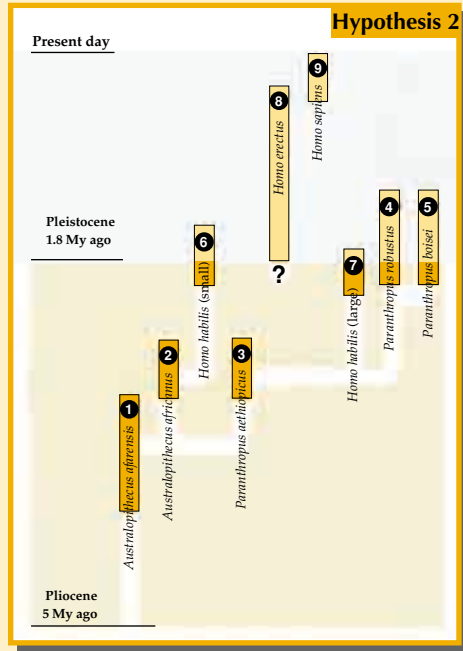 Hypothesis 2
Present day
9
Homo sapiens
8
Homo erectus
?
4
Paranthropus robustus
5
Paranthropus boisei
Pleistocene
1.8 My ago
6
Homo habilis (small)
7
Homo habilis (large)
2
Australopithecus africanus
3
Paranthropus aethiopicus
1
Australopithecus afarensis
Pliocene
5 My ago